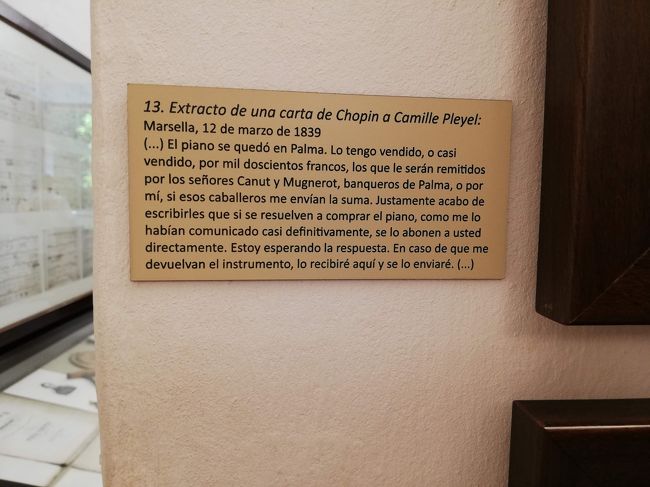 13. Extracto de una carta de Chopin a Camille Pleyel:
Marsella, 12 de marzo de 1839
(...) El piano se quedó en Palma. Lo tengo vendido, o casi
vendido, por mil doscientos francos, los que le serán remitidos
por los señores Canut y Mugnerot, banqueros de Palma, o por
mí, si esos caballeros me envían la suma. Justamente acabo de
escribirles que si se resuelven a comprar el piano, como me lo
habían comunicado casi definitivamente, se lo abonen a usted
directamente. Estoy esperando la respuesta. En caso de que me
devuelvan el instrumento, lo recibiré aquí y se lo enviaré. (...)